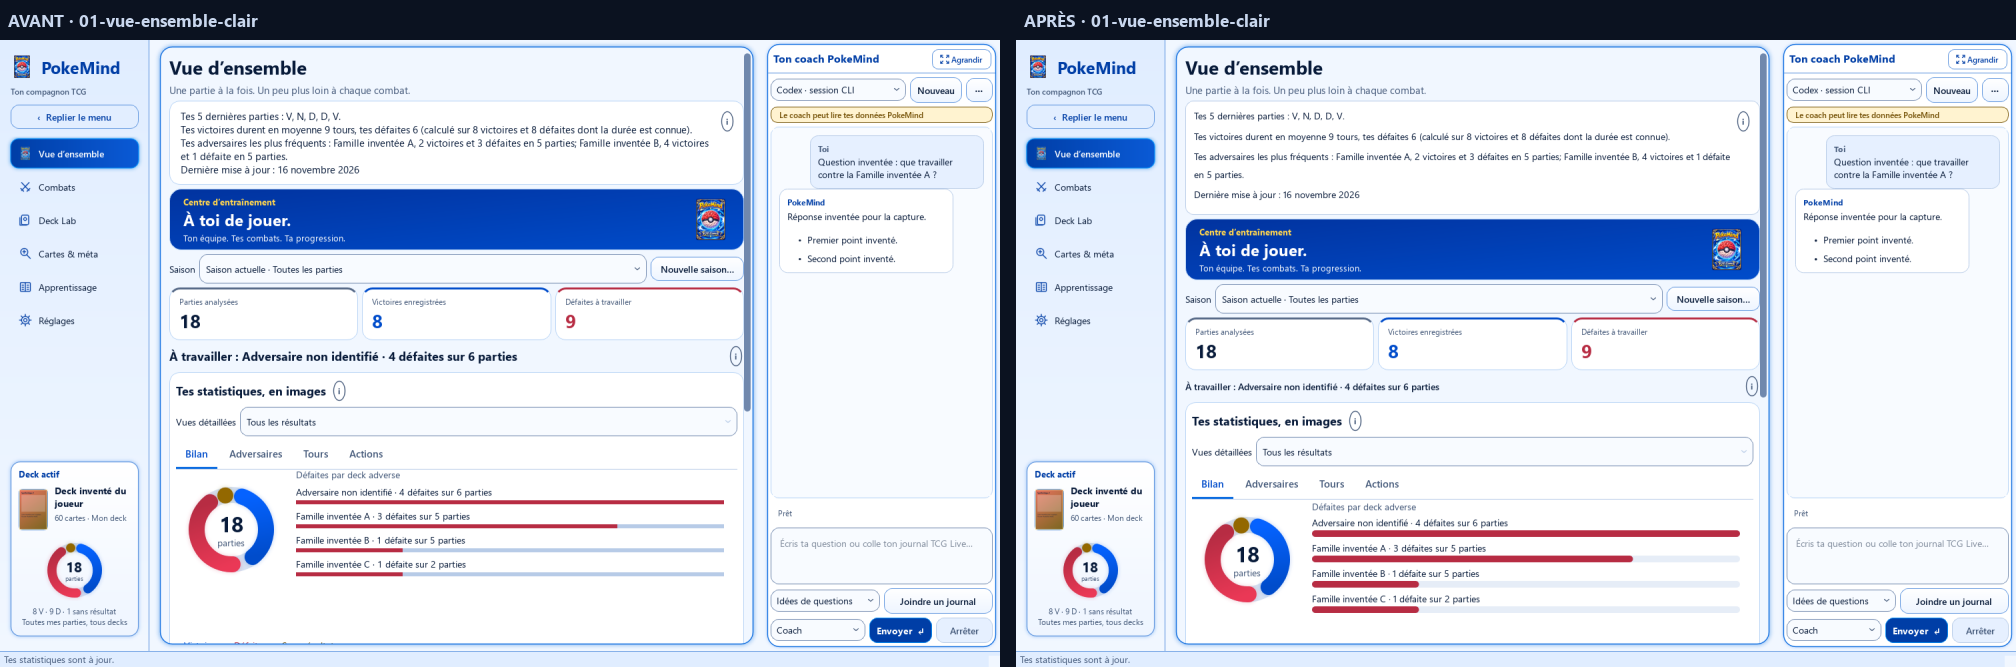 AVANT · 01-vue-ensemble-clair
PokeMind
Ton compagnon TCG
‹ Replier le menu
Vue d'ensemble
Combats
Deck Lab
Cartes & méta
Apprentissage
Réglages
Deck actif
Deck inventé du
joueur
60 cartes · Mon deck
18
parties
8 V · 9 D · 1 sans résultat
Toutes mes parties, tous decks
Vue d'ensemble
Une partie à la fois. Un peu plus loin à chaque combat.
Tes 5 dernières parties : V, N, D, D, V.
Tes victoires durent en moyenne 9 tours, tes défaites 6 (calculé sur 8 victoires et 8 défaites dont la durée est connue).
Tes adversaires les plus fréquents : Famille inventée A, 2 victoires et 3 défaites en 5 parties; Famille inventée B, 4 victoires
et 1 défaite en 5 parties.
Dernière mise à jour : 16 novembre 2026
i
Centre d'entraînement
À toi de jouer.
Ton équipe. Tes combats. Ta progression.
Saison
Saison actuelle · Toutes les parties
Nouvelle saison...
Parties analysées
18
Victoires enregistrées
8
Défaites à travailler
9
À travailler : Adversaire non identifié · 4 défaites sur 6 parties
i
Tes statistiques, en images
i
Vues détaillées
Tous les résultats
Bilan
Adversaires
Tours
Actions
18
parties
Défaites par deck adverse
Adversaire non identifié · 4 défaites sur 6 parties
Famille inventée A · 3 défaites sur 5 parties
Famille inventée B · 1 défaite sur 5 parties
Famille inventée C · 1 défaite sur 2 parties
Ton coach PokeMind
Agrandir
Codex · session CLI
Nouveau
...
Le coach peut lire tes données PokeMind
Toi
Question inventée : que travailler
contre la Famille inventée A ?
PokeMind
Réponse inventée pour la capture.
• Premier point inventé.
• Second point inventé.
Prêt
Écris ta question ou colle ton journal TCG Live...
Idées de questions
Joindre un journal
Coach
Envoyer
Arrêter
Tes statistiques sont à jour.
APRÈS · 01-vue-ensemble-clair
PokeMind
Ton compagnon TCG
‹ Replier le menu
Vue d'ensemble
Combats
Deck Lab
Cartes & méta
Apprentissage
Réglages
Deck actif
Deck inventé du
joueur
60 cartes · Mon deck
18
parties
8 V · 9 D · 1 sans résultat
Toutes mes parties, tous decks
Vue d'ensemble
Une partie à la fois. Un peu plus loin à chaque combat.
Tes 5 dernières parties : V, N, D, D, V.
Tes victoires durent en moyenne 9 tours, tes défaites 6 (calculé sur 8 victoires et 8 défaites dont la durée est connue).
Tes adversaires les plus fréquents : Famille inventée A, 2 victoires et 3 défaites en 5 parties; Famille inventée B, 4 victoires et 1 défaite
en 5 parties.
Dernière mise à jour : 16 novembre 2026
i
Centre d'entraînement
À toi de jouer.
Ton équipe. Tes combats. Ta progression.
Saison
Saison actuelle · Toutes les parties
Nouvelle saison...
Parties analysées
18
Victoires enregistrées
8
Défaites à travailler
9
À travailler : Adversaire non identifié · 4 défaites sur 6 parties
i
Tes statistiques, en images
i
Vues détaillées
Tous les résultats
Bilan
Adversaires
Tours
Actions
18
parties
Défaites par deck adverse
Adversaire non identifié · 4 défaites sur 6 parties
Famille inventée A · 3 défaites sur 5 parties
Famille inventée B · 1 défaite sur 5 parties
Famille inventée C · 1 défaite sur 2 parties
Ton coach PokeMind
Agrandir
Codex · session CLI
Nouveau
...
Le coach peut lire tes données PokeMind
Toi
Question inventée : que travailler
contre la Famille inventée A ?
PokeMind
Réponse inventée pour la capture.
• Premier point inventé.
• Second point inventé.
Prêt
Écris ta question ou colle ton journal TCG Live...
Idées de questions
Joindre un journal
Coach
Envoyer
Arrêter
Tes statistiques sont à jour.